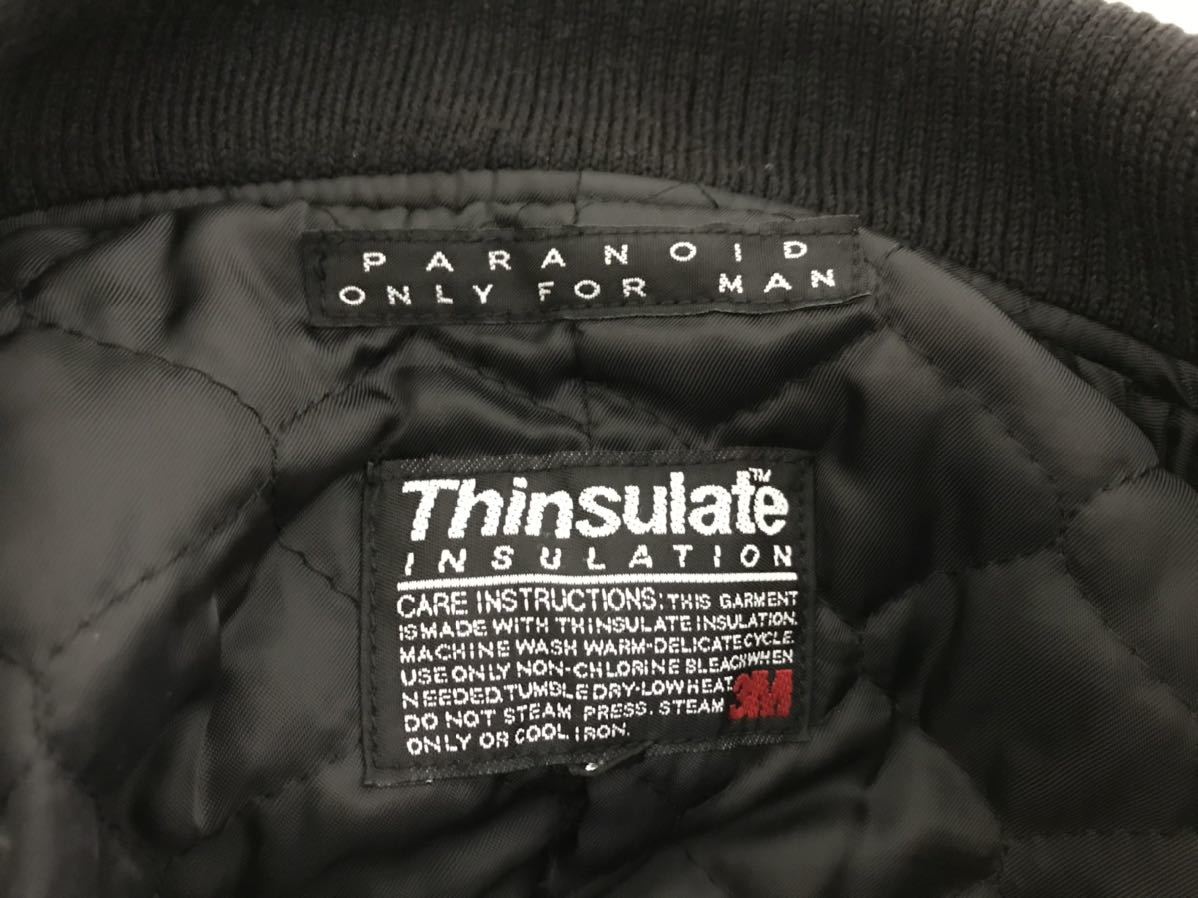 PARANOID
ONLY FOR MAN
Thinsulate™
INSULATION
CARE INSTRUCTIONS: THIS GARMENT
IS MADE WITH THINSULATE INSULATION.
MACHINE WASH WARM-DELICATE CYCLE.
USE ONLY NON-CHLORINE BLEACH WHEN
NEEDED. TUMBLE DRY-LOW HEAT.
DO NOT STEAM PRESS. STEAM
ONLY OR COOL IRON.
3M